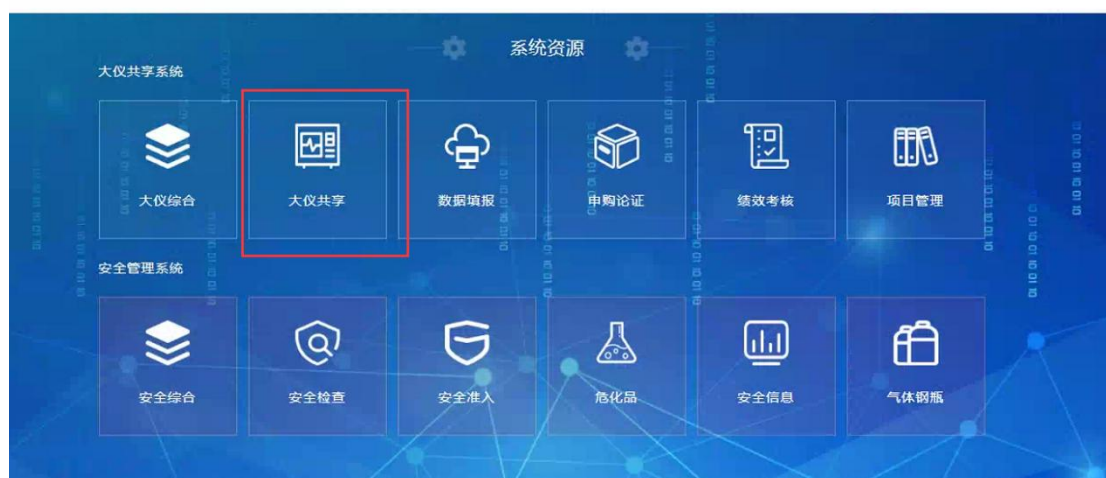 系统资源
大仪共享系统
大仪综合 大仪共享 数据填报 申购论证 绩效考核 项目管理
安全管理系统
安全综合 安全检查 安全准入 危化品 安全信息 气体钢瓶